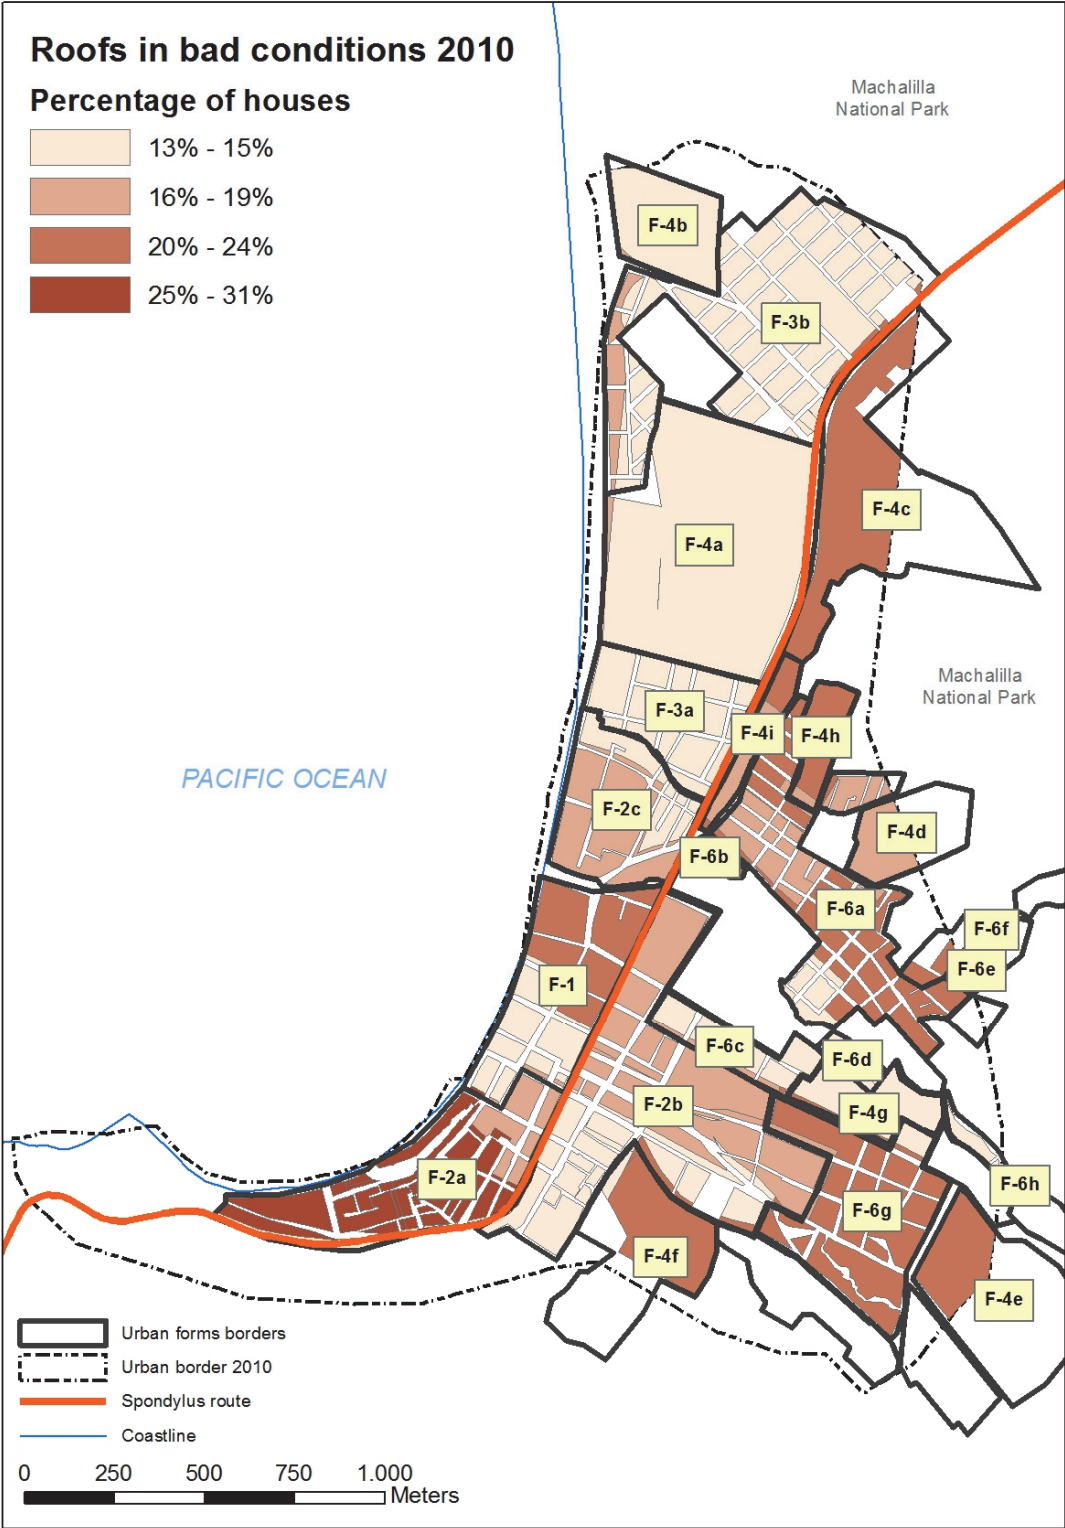 Roofs in bad conditions 2010
Percentage of houses
13% - 15%
16% - 19%
20% - 24%
25% - 31%
Machalilla
National Park
F-4b
F-3b
F-4c
F-4a
Machalilla
National Park
F-3a
F-4i
F-4h
PACIFIC OCEAN
F-2c
F-4d
F-6b
F-6a
F-6f
F-6e
F-1
F-6c
F-6d
F-2b
F-4g
F-2a
F-6h
F-6g
F-4f
F-4e
Urban forms borders
Urban border 2010
Spondylus route
Coastline
0 250 500 750 1.000
Meters